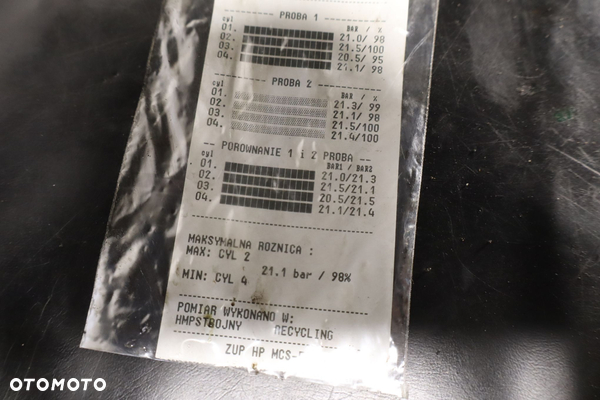 PROBA 1
cyl BAR / %
01. 21.0/ 98
02. 21.5/100
03. 20.5/ 95
04. 21.1/ 98
PROBA 2
cyl BAR / %
01. 21.3/ 99
02. 21.1/ 98
03. 21.5/100
04. 21.4/100
-- POROWNANIE 1 i 2 PROBA --
cyl BAR1 / BAR2
01. 21.0/21.3
02. 21.5/21.1
03. 20.5/21.5
04. 21.1/21.4
MAKSYMALNA ROZNICA :
MAX: CYL 2
21.1 bar / 98%
MIN: CYL 4
POMIAR WYKONANO W:
HMPSTROJNY RECYCLING
ZUP HP MCS-
OTOMOTO